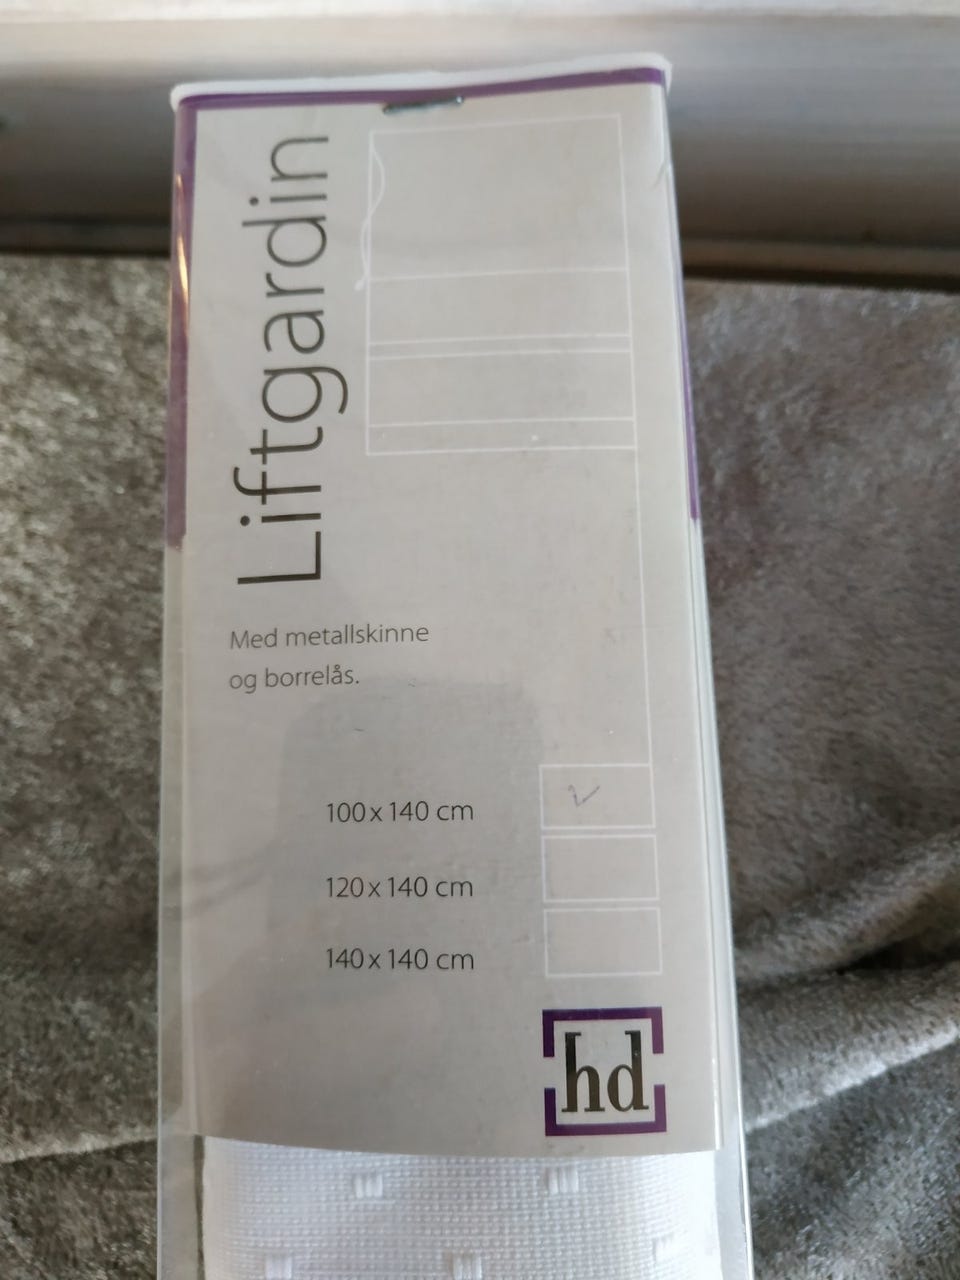 Liftgardin
Med metallskinne
og borrelås.
100 x 140 cm
120 x 140 cm
140 x 140 cm
hd